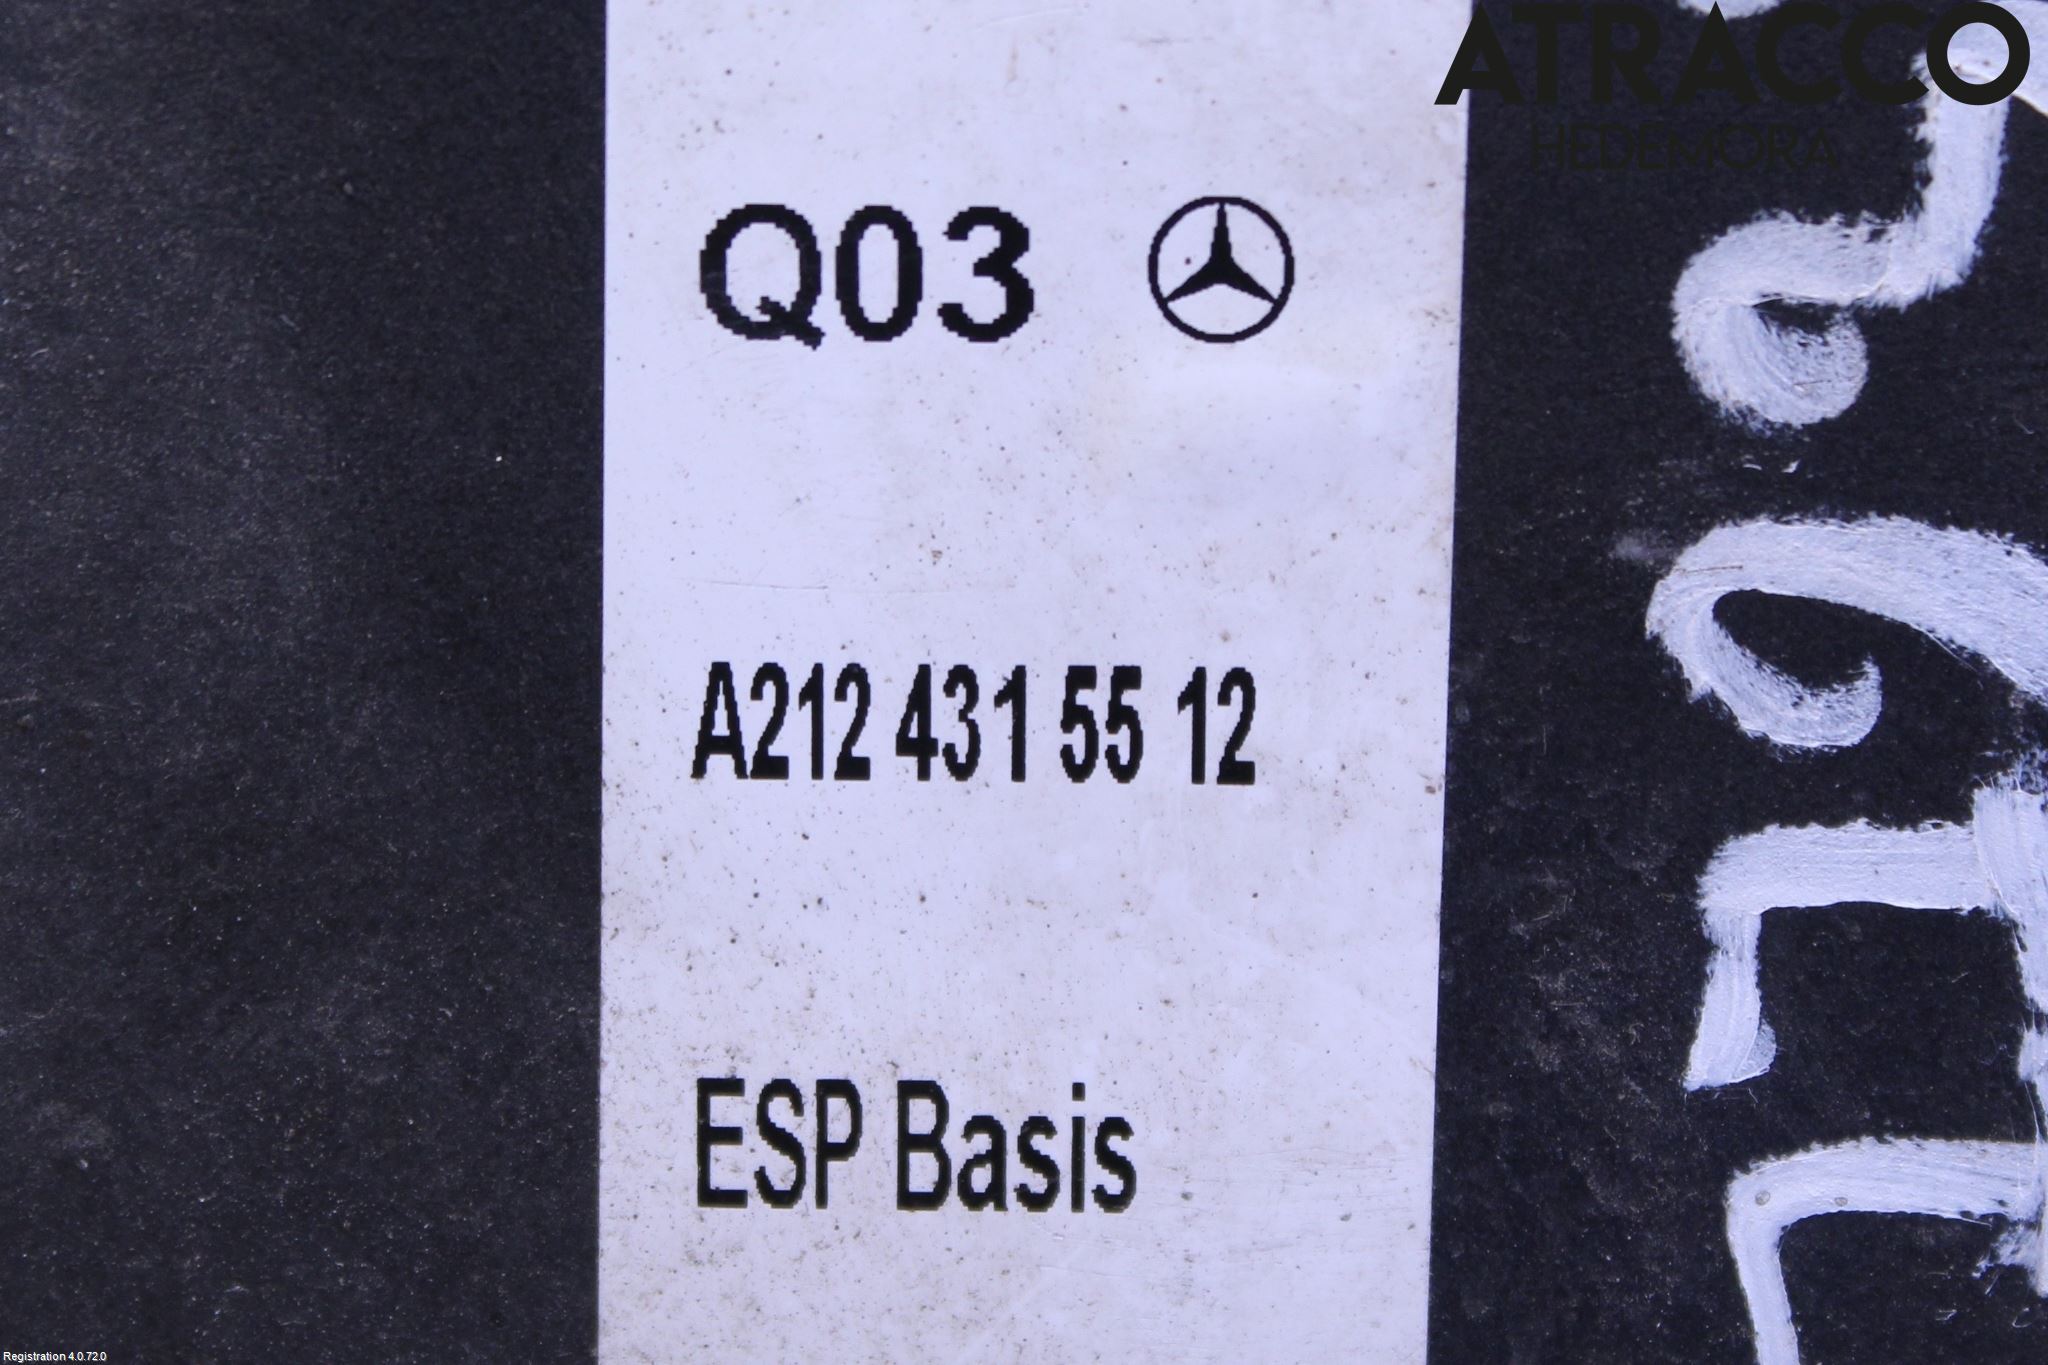 ATRACCO
HEDEMORA
Q03
A212 431 55 12
ESP Basis
Registration 4.0.72.0